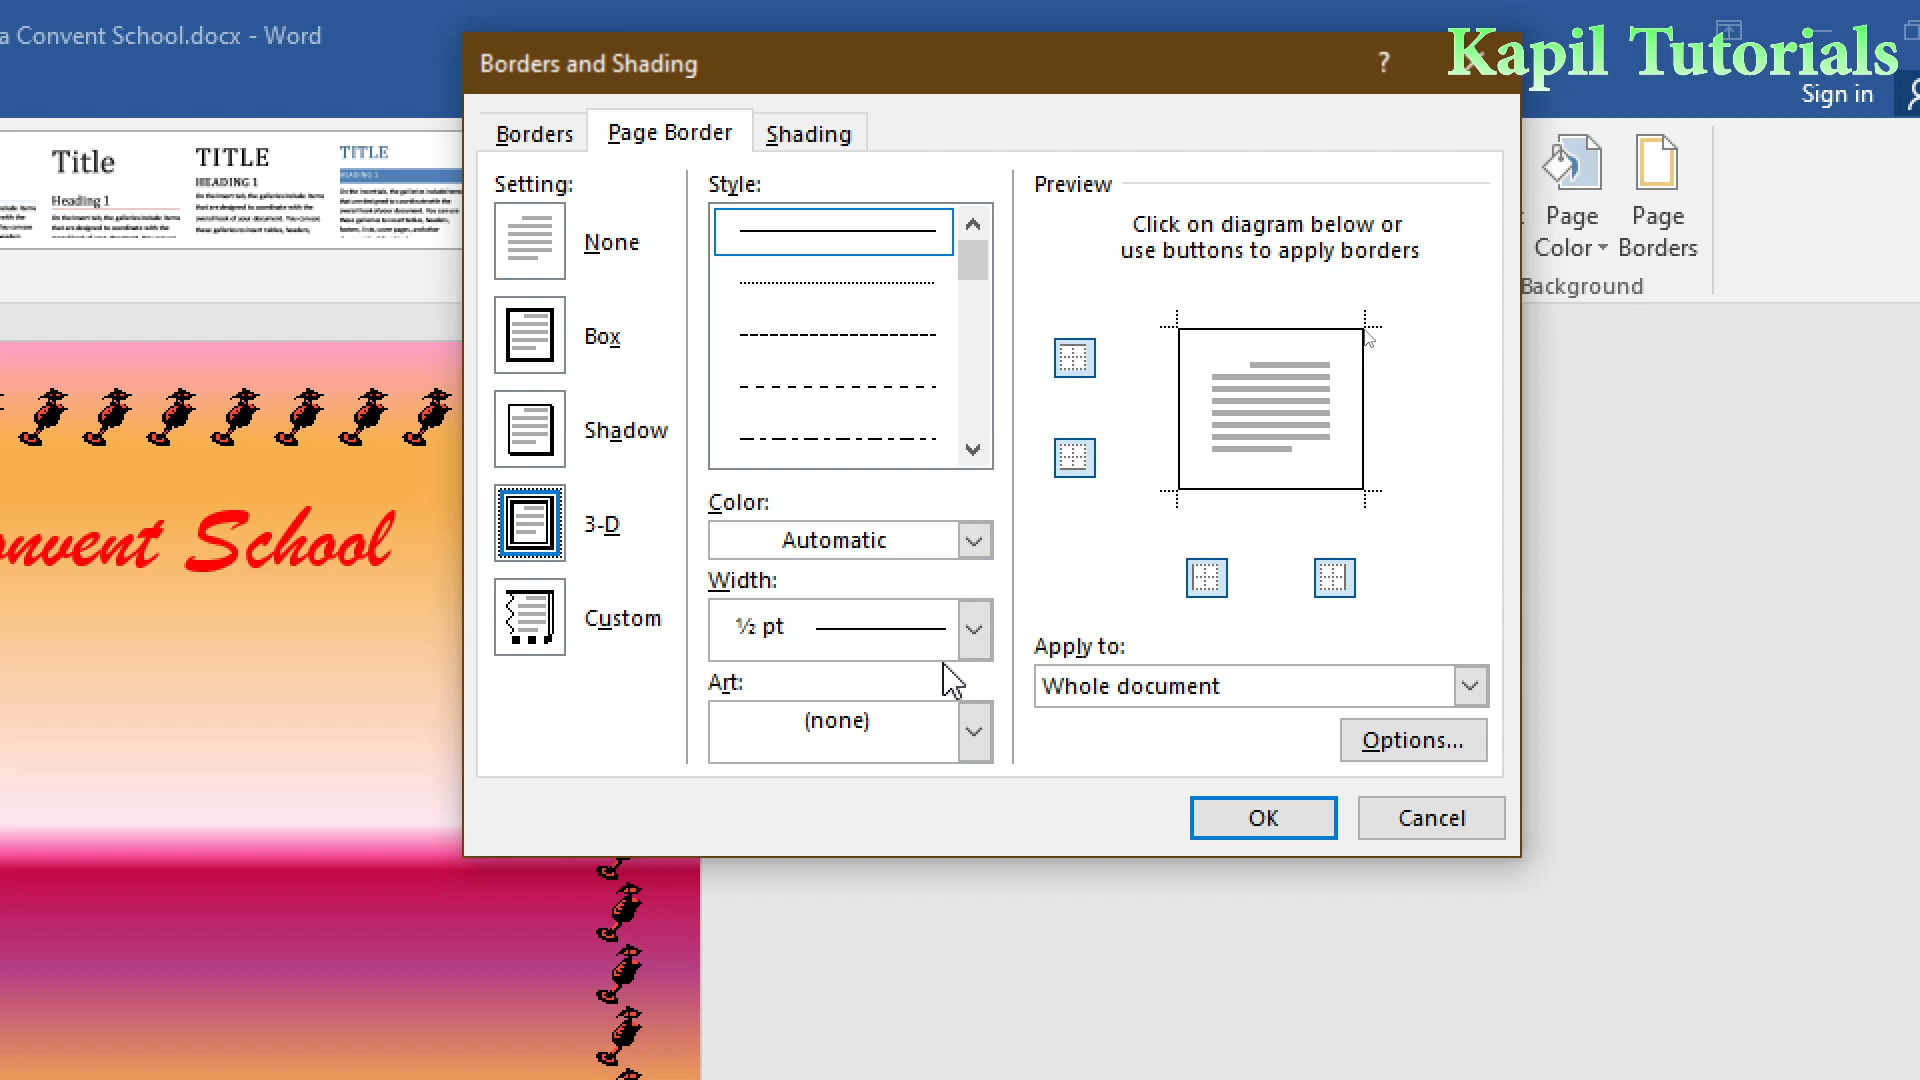 a Convent School.docx - Word
Kapil Tutorials
Sign in
Borders and Shading
?
Borders
Page Border
Shading
Title
Heading 1
TITLE
HEADING 1
TITLE
HEADING 1
Setting:
None
Box
Shadow
3-D
Custom
Style:
Color:
Automatic
Width:
½ pt
Art:
(none)
Preview
Click on diagram below or
use buttons to apply borders
Apply to:
Whole document
Options...
OK
Cancel
Page
Color
Page
Borders
Background
onvent School